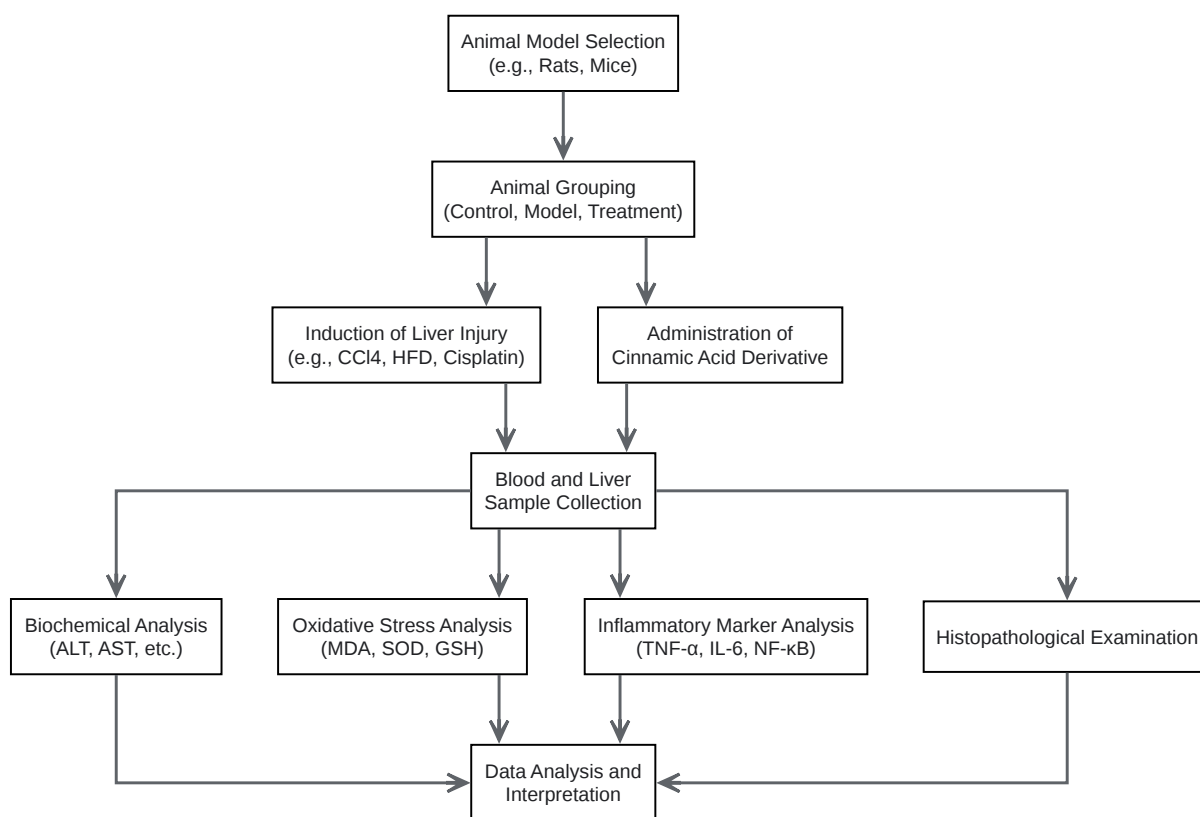 Animal Model Selection
(e.g., Rats, Mice)
Animal Grouping
(Control, Model, Treatment)
Induction of Liver Injury
(e.g., CCl4, HFD, Cisplatin)
Administration of
Cinnamic Acid Derivative
Blood and Liver
Sample Collection
Biochemical Analysis
(ALT, AST, etc.)
Oxidative Stress Analysis
(MDA, SOD, GSH)
Inflammatory Marker Analysis
(TNF-α, IL-6, NF-κB)
Histopathological Examination
Data Analysis and
Interpretation